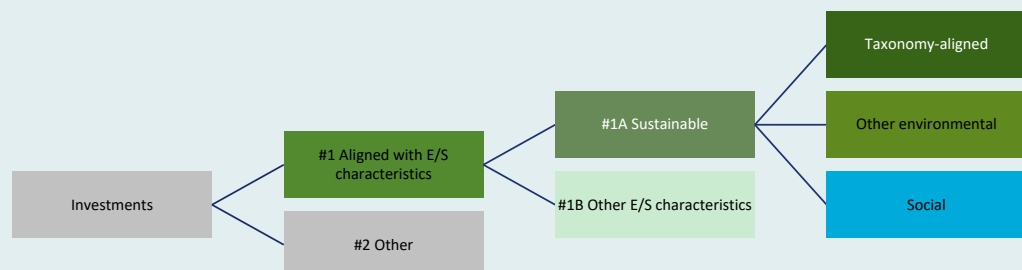 Investments
#1 Aligned with E/S
characteristics
#2 Other
#1A Sustainable
#1B Other E/S characteristics
Taxonomy-aligned
Other environmental
Social